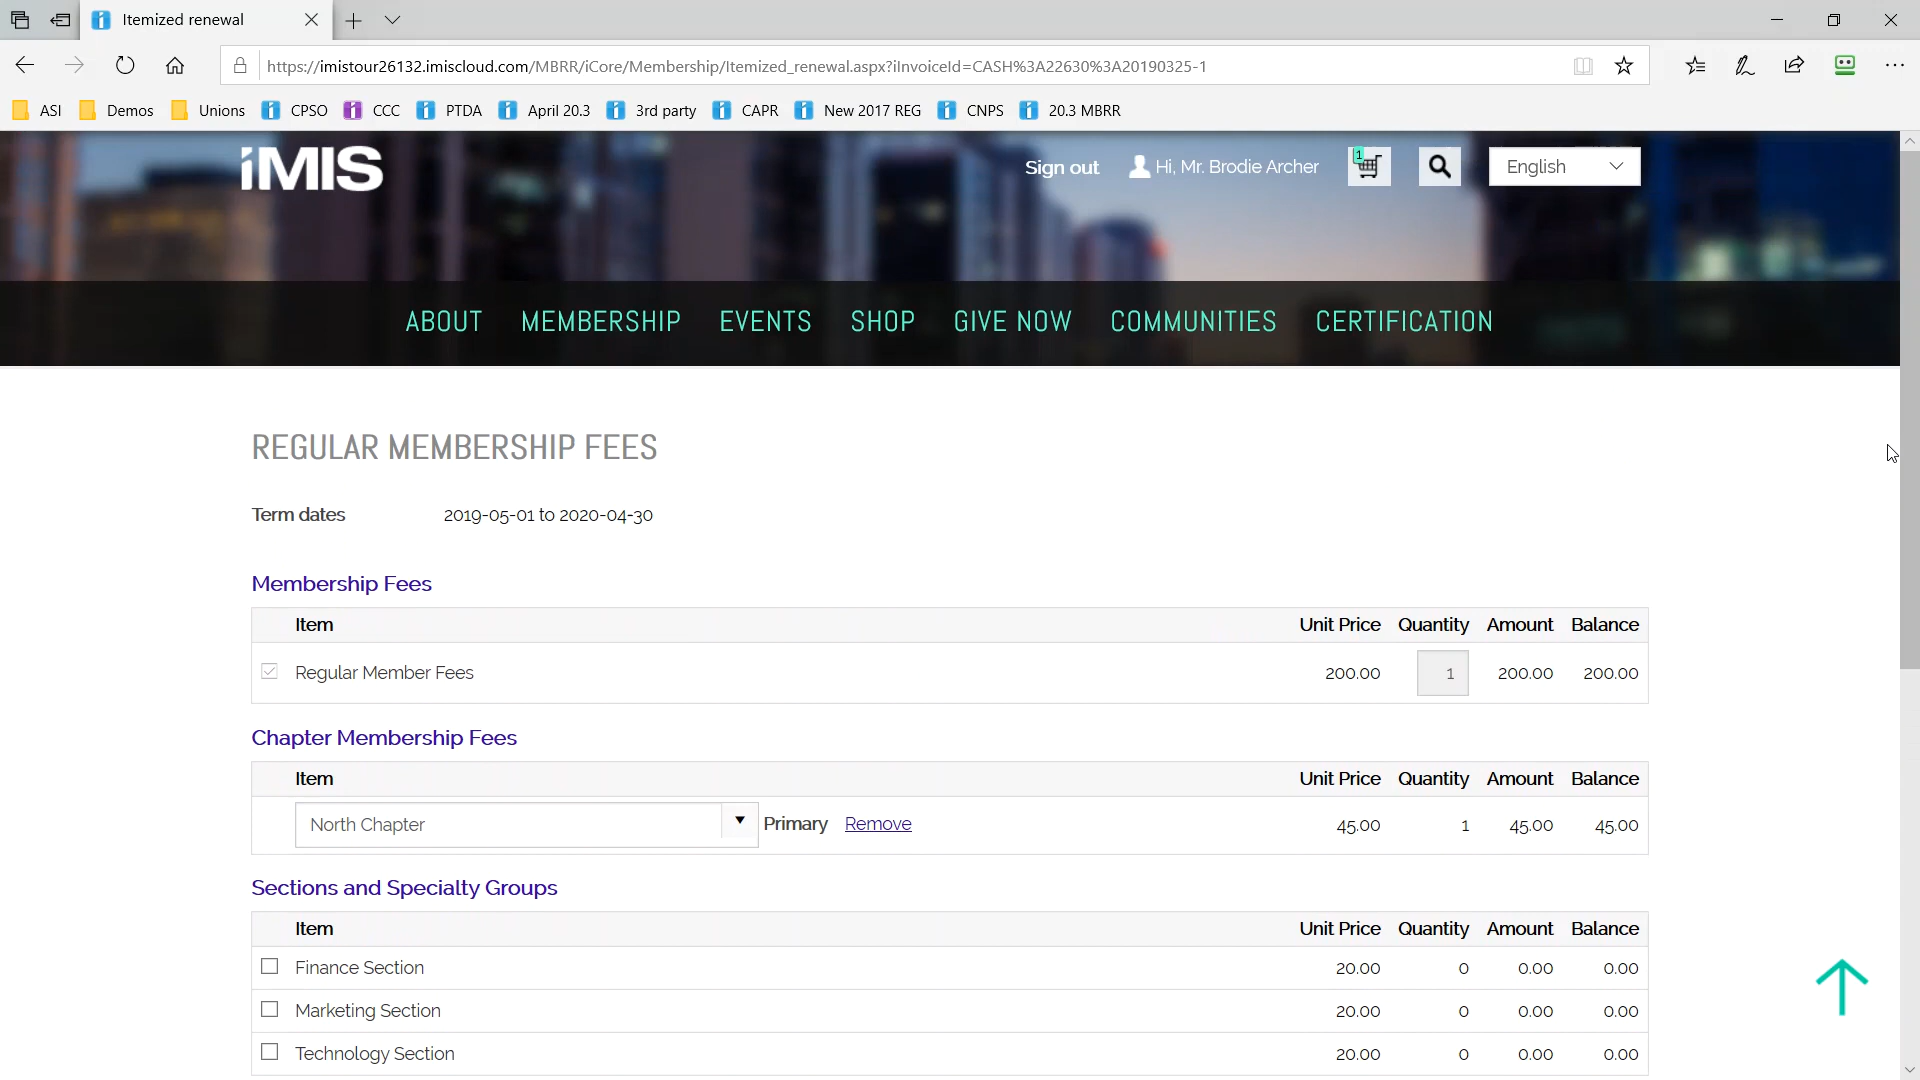 Itemized renewal
https://imistour26132.imiscloud.com/MBRR/iCore/Membership/Itemized_renewal.aspx?iInvoiceId=CASH%3A22630%3A20190325-1
ASI Demos Unions CPSO CCC PTDA April 20.3 3rd party CAPR New 2017 REG CNPS 20.3 MBRR
iMIS Sign out Hi, Mr. Brodie Archer 1 English
ABOUT MEMBERSHIP EVENTS SHOP GIVE NOW COMMUNITIES CERTIFICATION
REGULAR MEMBERSHIP FEES
Term dates 2019-05-01 to 2020-04-30
Membership Fees
Item Unit Price Quantity Amount Balance
Regular Member Fees 200.00 1 200.00 200.00
Chapter Membership Fees
Item Unit Price Quantity Amount Balance
North Chapter Primary Remove 45.00 1 45.00 45.00
Sections and Specialty Groups
Item Unit Price Quantity Amount Balance
Finance Section 20.00 0 0.00 0.00
Marketing Section 20.00 0 0.00 0.00
Technology Section 20.00 0 0.00 0.00